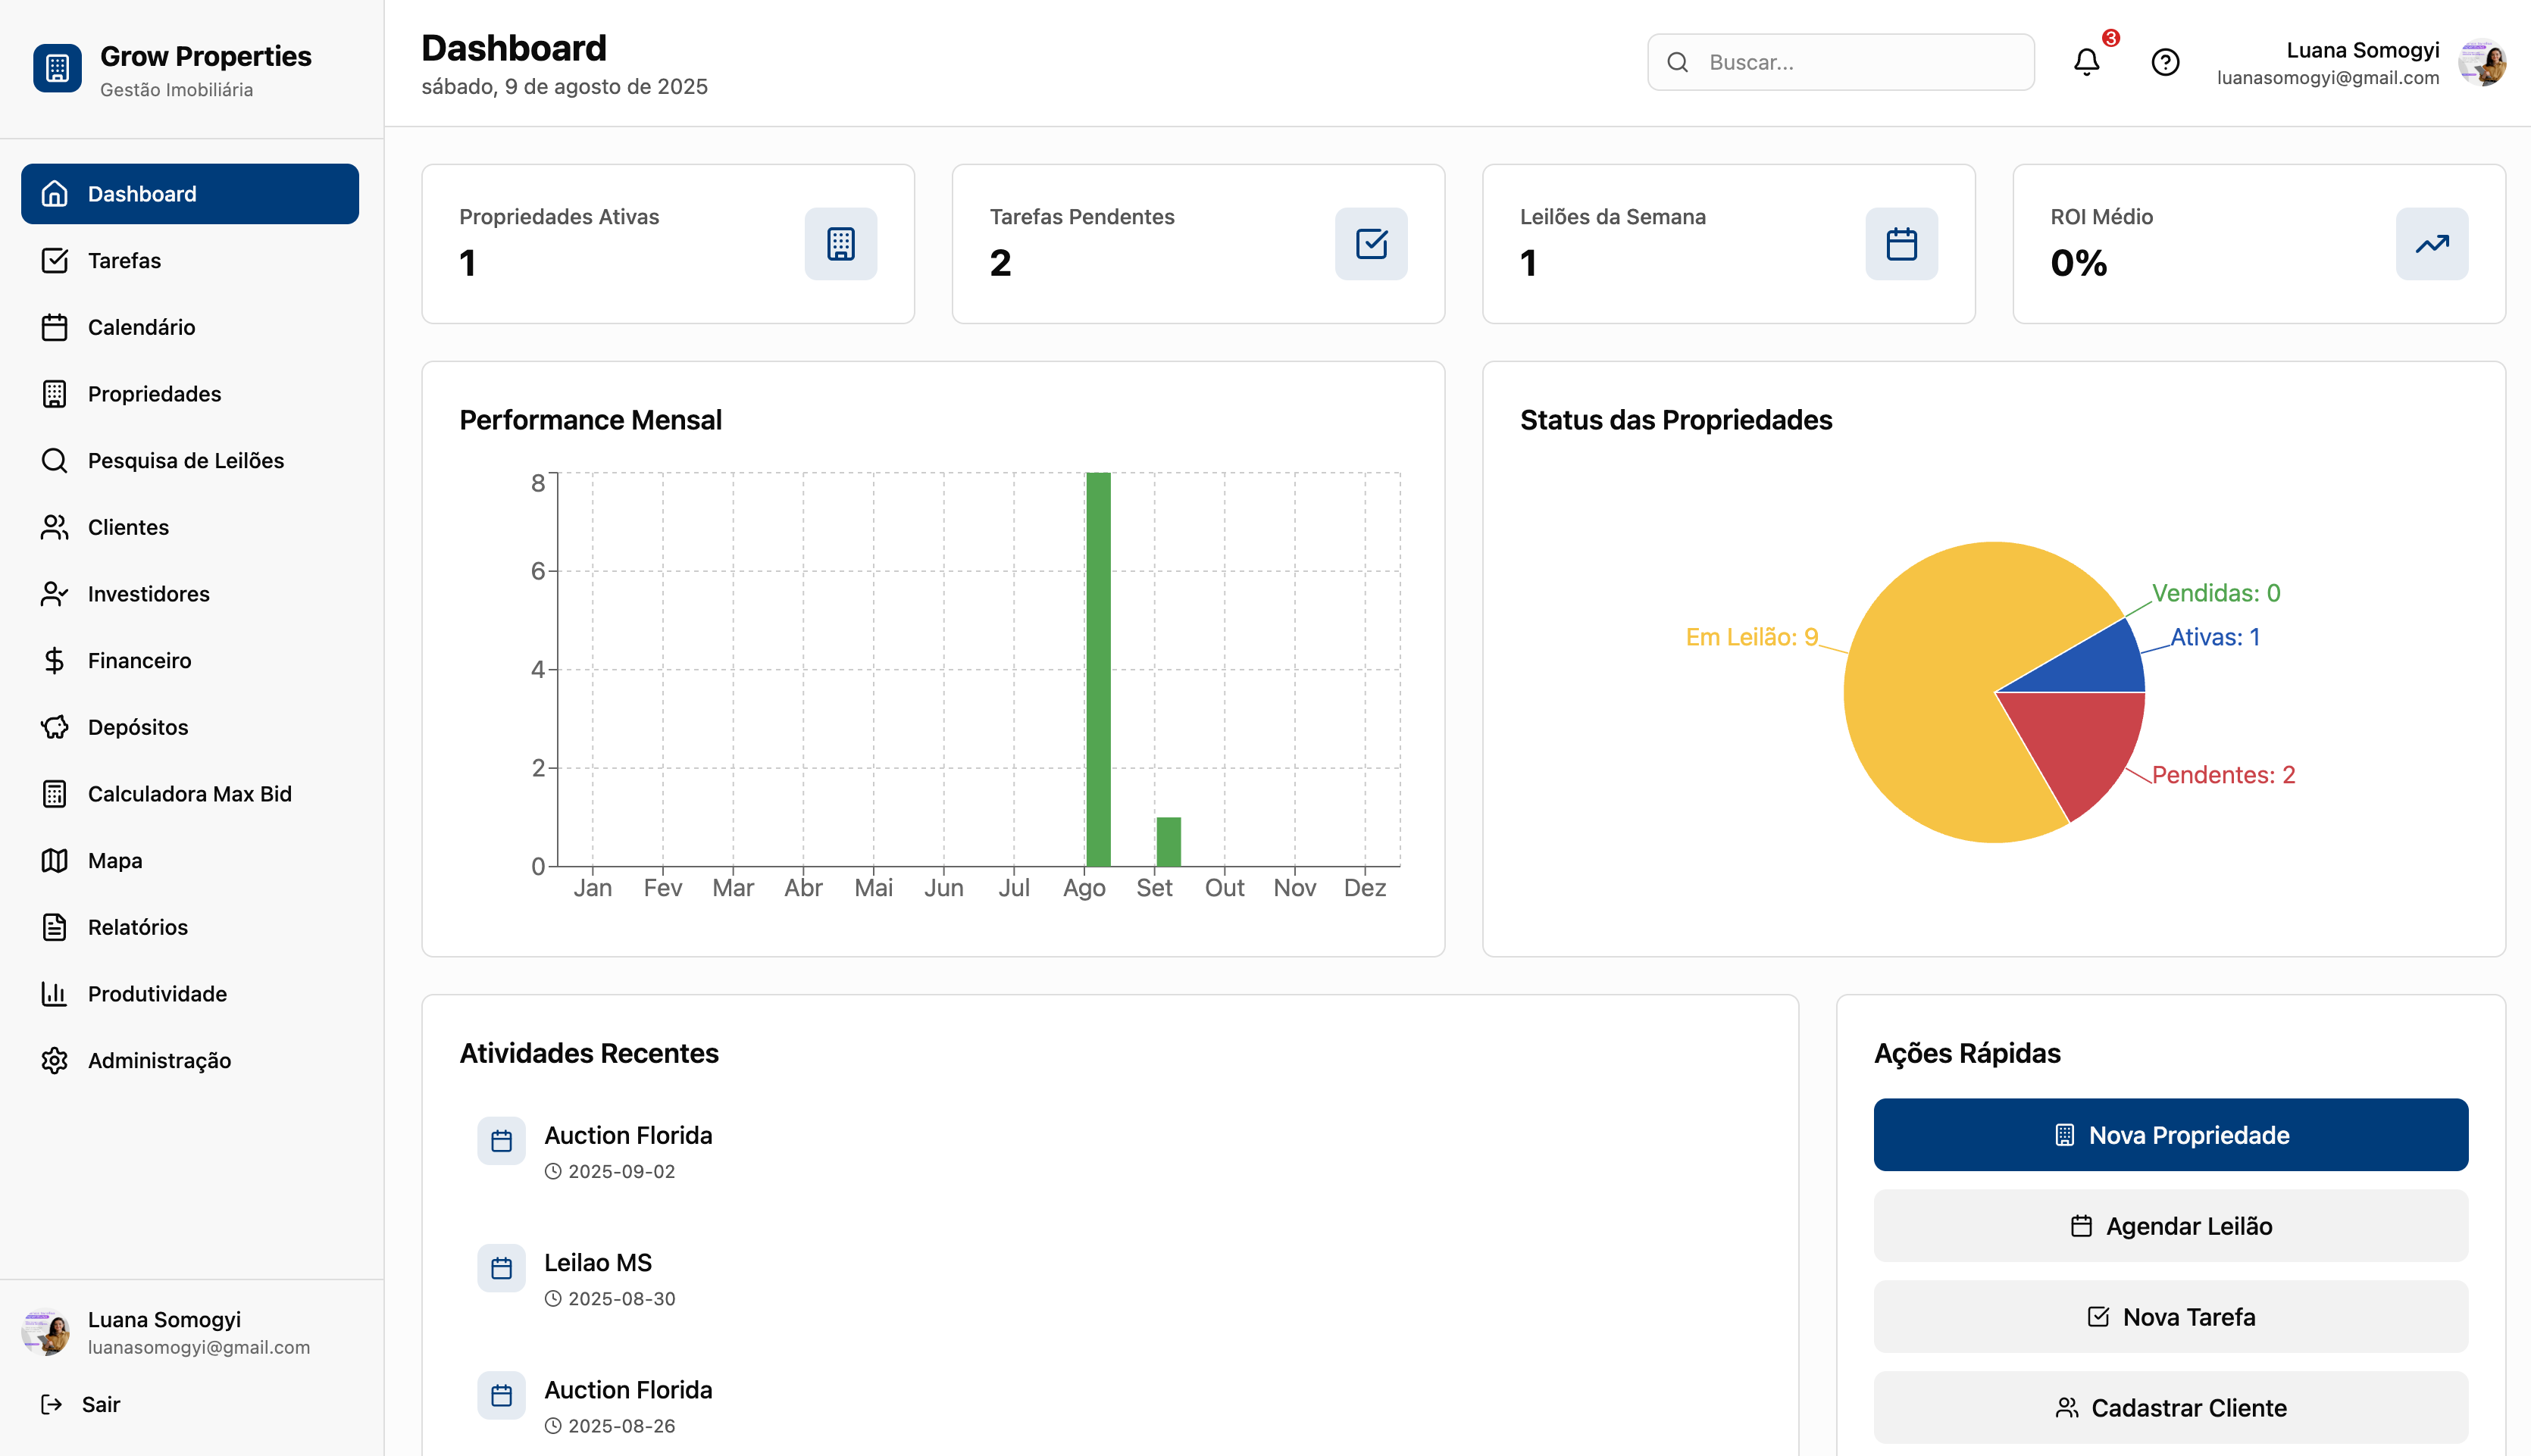 Grow Properties
Gestão Imobiliária
Dashboard
Tarefas
Calendário
Propriedades
Pesquisa de Leilões
Clientes
Investidores
Financeiro
Depósitos
Calculadora Max Bid
Mapa
Relatórios
Produtividade
Administração
Luana Somogyi
luanasomogyi@gmail.com
Sair
Dashboard
sábado, 9 de agosto de 2025
Buscar...
3
Luana Somogyi
luanasomogyi@gmail.com
Propriedades Ativas
1
Tarefas Pendentes
2
Leilões da Semana
1
ROI Médio
0%
Performance Mensal
8
6
4
2
0
Jan Fev Mar Abr Mai Jun Jul Ago Set Out Nov Dez
Status das Propriedades
Vendidas: 0
Em Leilão: 9
Ativas: 1
Pendentes: 2
Atividades Recentes
Auction Florida
2025-09-02
Leilao MS
2025-08-30
Auction Florida
2025-08-26
Ações Rápidas
Nova Propriedade
Agendar Leilão
Nova Tarefa
Cadastrar Cliente